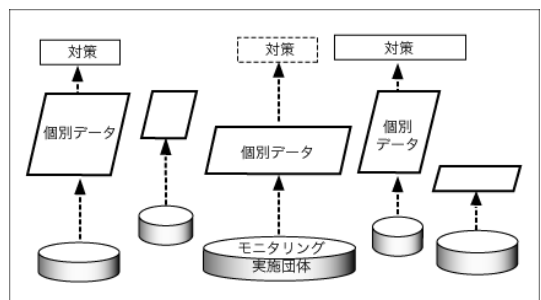 対策
対策
対策
個別データ
個別データ
個別
データ
モニタリング
実施団体